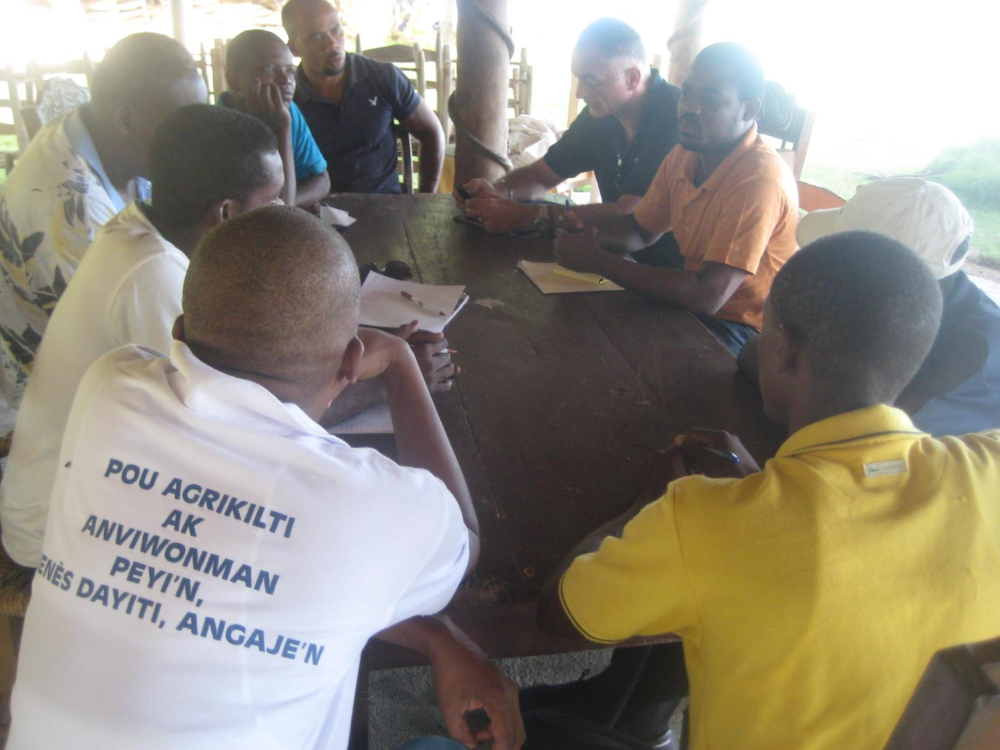 POU AGRIKILTI
AK
ANVIWONMAN
PEYI'N,
ENÈS DAYITI, ANGAJE'N